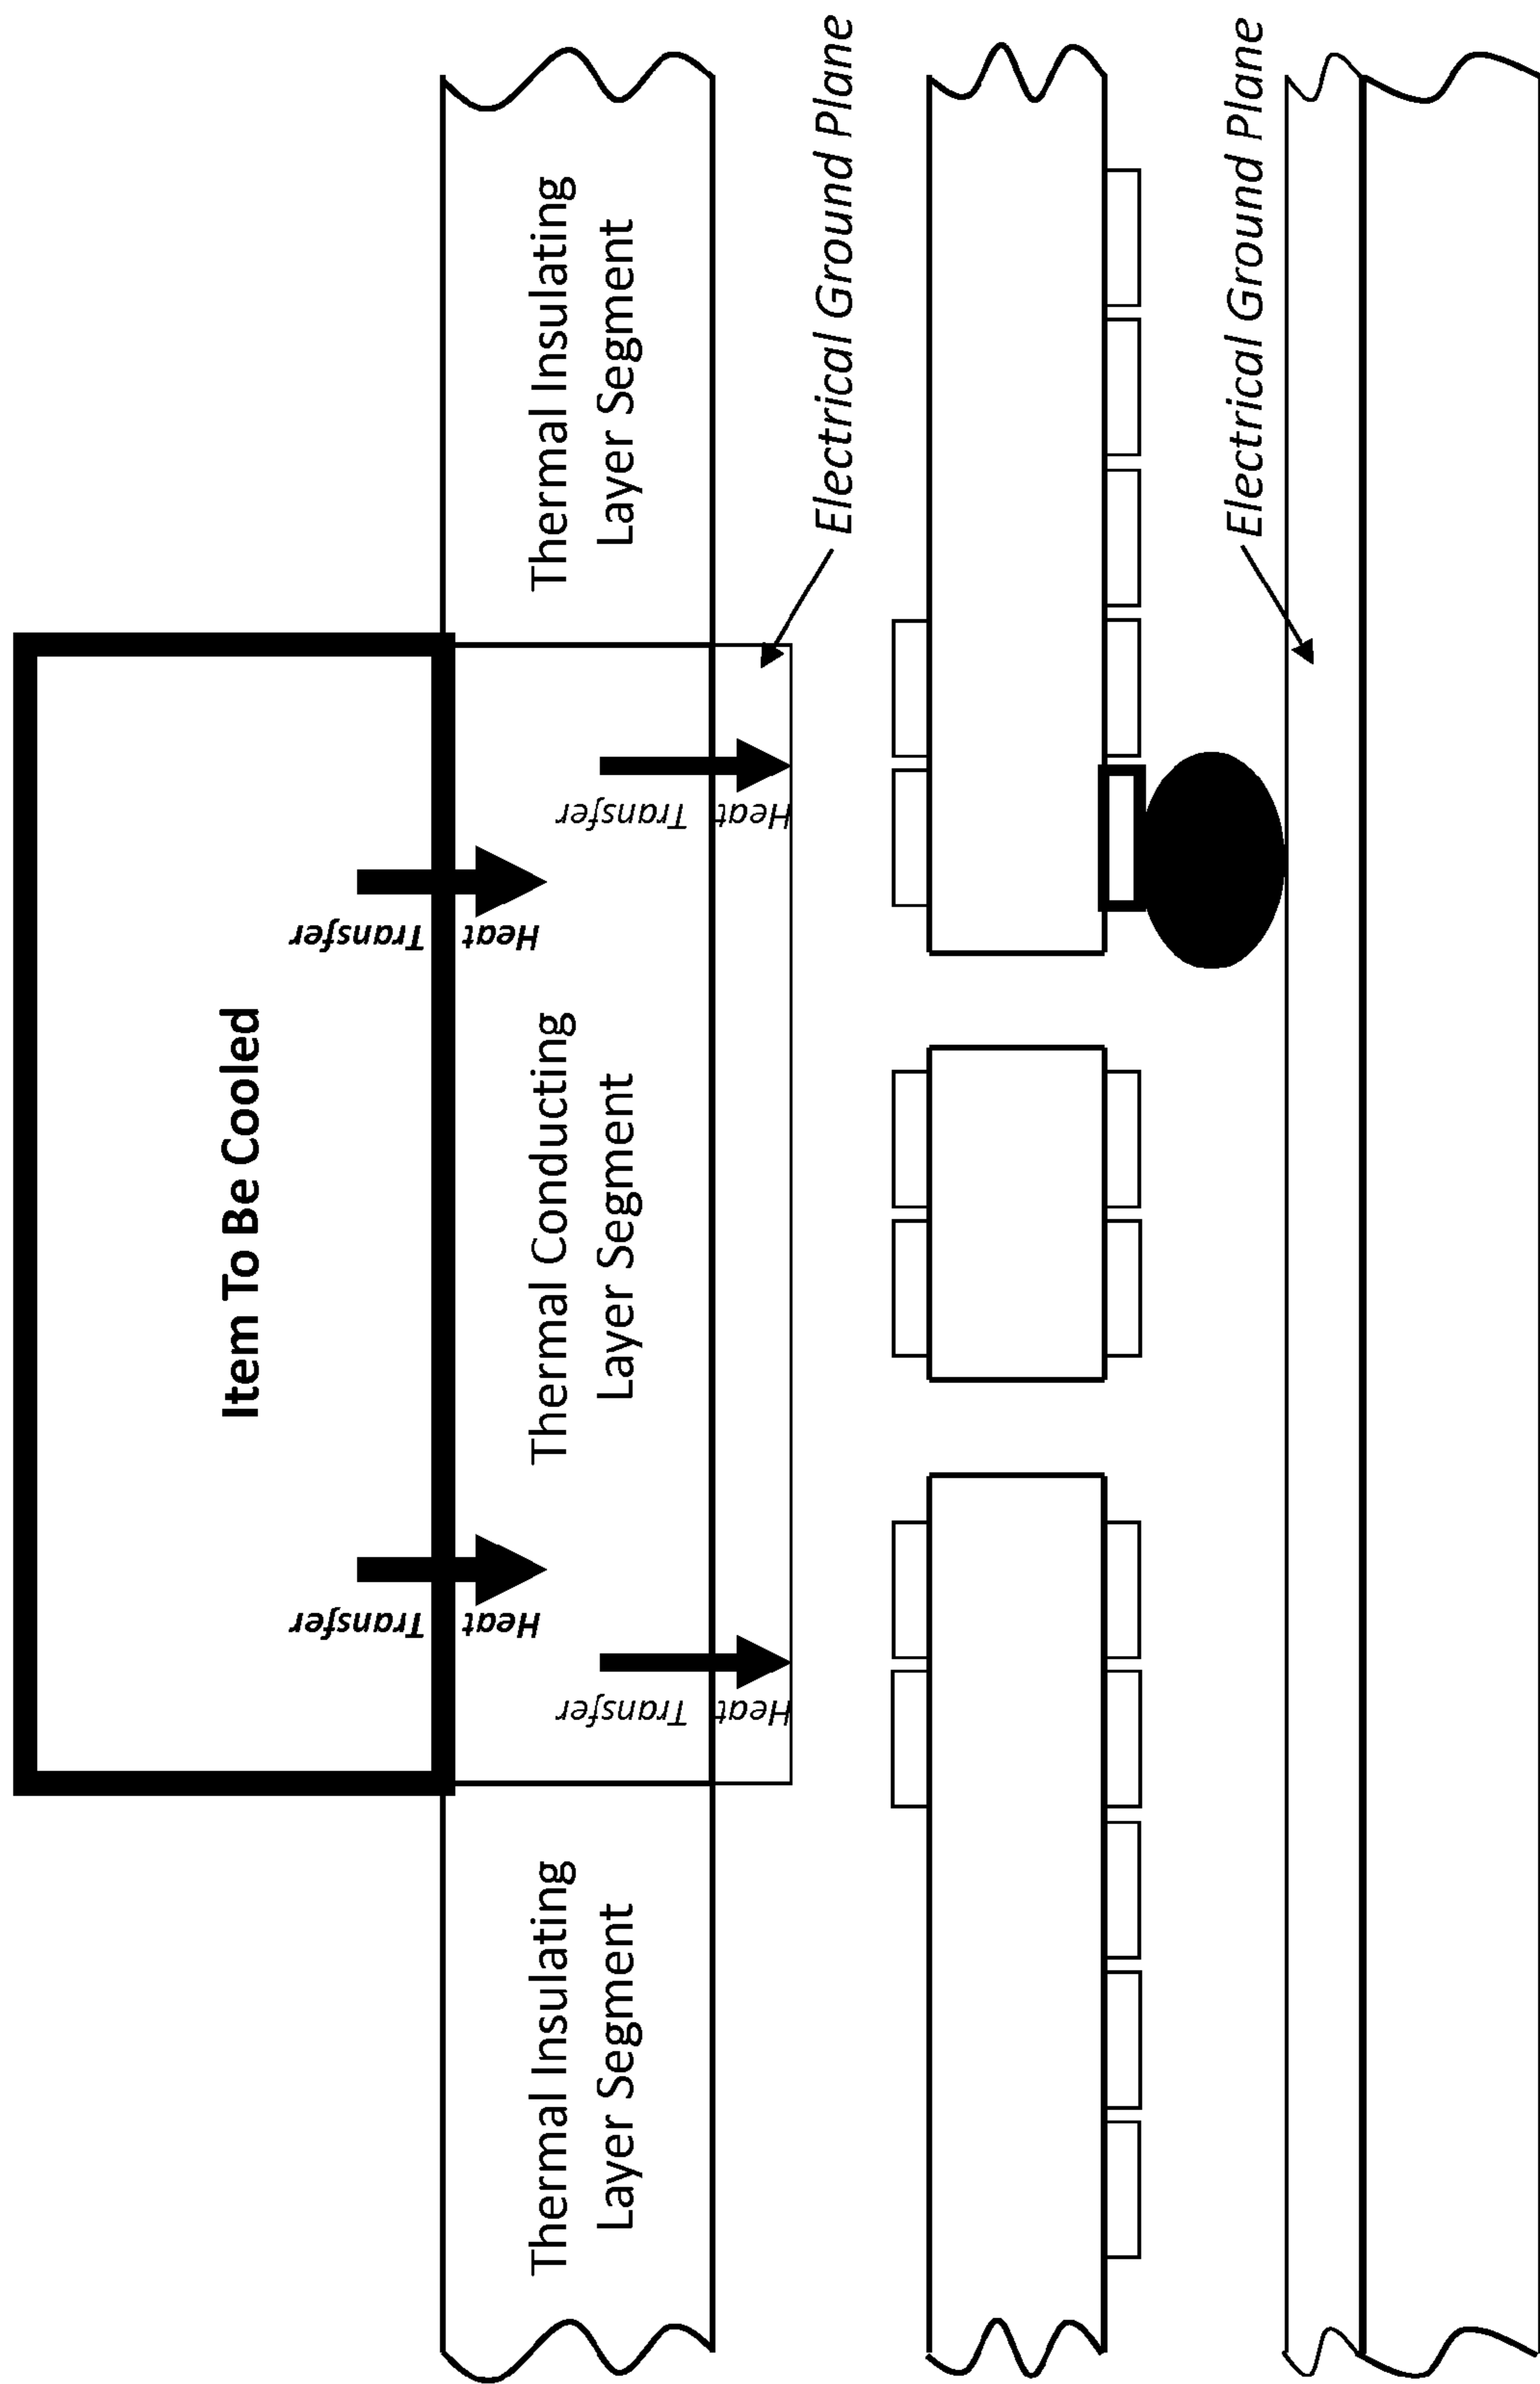 Item To Be Cooled
Heat Transfer
Heat Transfer
Thermal Insulating
Layer Segment
Thermal Conducting
Layer Segment
Thermal Insulating
Layer Segment
Heat Transfer
Heat Transfer
Electrical Ground Plane
Electrical Ground Plane